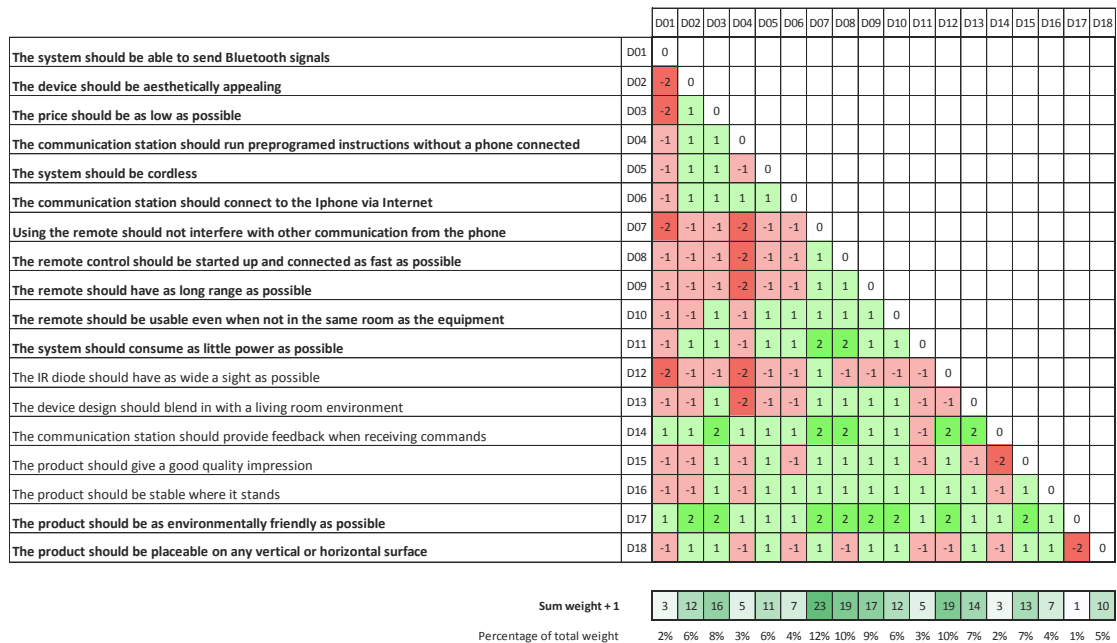 D01 D02 D03 D04 D05 D06 D07 D08 D09 D10 D11 D12 D13 D14 D15 D16 D17 D18
The system should be able to send Bluetooth signals D01 0
The device should be aesthetically appealing D02 -2 0
The price should be as low as possible D03 -2 1 0
The communication station should run preprogramed instructions without a phone connected D04 -1 1 1 0
The system should be cordless D05 -1 1 1 -1 0
The communication station should connect to the Iphone via Internet D06 -1 1 1 1 1 0
Using the remote should not interfere with other communication from the phone D07 -2 -1 -1 -2 -1 -1 0
The remote control should be started up and connected as fast as possible D08 -1 -1 -1 -2 -1 -1 1 0
The remote should have as long range as possible D09 -1 -1 -1 -2 -1 -1 1 1 0
The remote should be usable even when not in the same room as the equipment D10 -1 -1 1 -1 1 1 1 1 1 0
The system should consume as little power as possible D11 -1 1 1 -1 1 1 2 2 1 1 0
The IR diode should have as wide a sight as possible D12 -2 -1 -1 -2 -1 -1 1 -1 -1 -1 -1 0
The device design should blend in with a living room environment D13 -1 -1 1 -2 -1 -1 1 1 1 1 -1 -1 0
The communication station should provide feedback when receiving commands D14 1 1 2 1 1 1 2 2 1 1 -1 2 2 0
The product should give a good quality impression D15 -1 -1 1 -1 1 -1 1 1 1 1 -1 1 -1 -2 0
The product should be stable where it stands D16 -1 -1 1 -1 1 1 1 1 1 1 1 1 1 -1 1 0
The product should be as environmentally friendly as possible D17 1 2 2 1 1 1 2 2 2 2 1 2 1 1 2 1 0
The product should be placeable on any vertical or horizontal surface D18 -1 1 1 -1 1 -1 1 -1 1 1 -1 -1 1 -1 1 1 -2 0
Sum weight + 1 3 12 16 5 11 7 23 19 17 12 5 19 14 3 13 7 1 10
Percentage of total weight 2% 6% 8% 3% 6% 4% 12% 10% 9% 6% 3% 10% 7% 2% 7% 4% 1% 5%